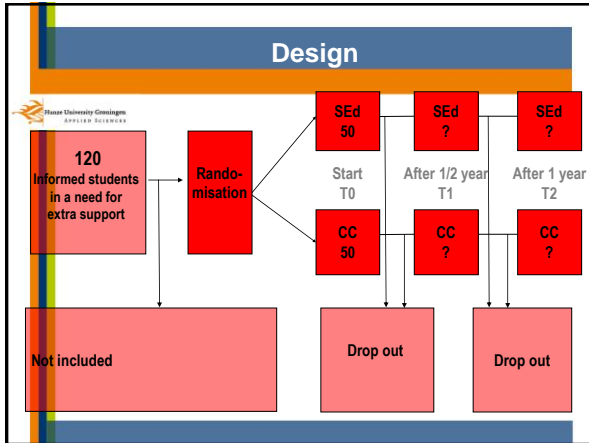 Design
Hanze University Groningen
APPLIED SCIENCES
120
Informed students
in a need for
extra support
Rando-
misation
SEd
50
SEd
?
SEd
?
Start
T0
After 1/2 year
T1
After 1 year
T2
CC
50
CC
?
CC
?
Not included
Drop out
Drop out